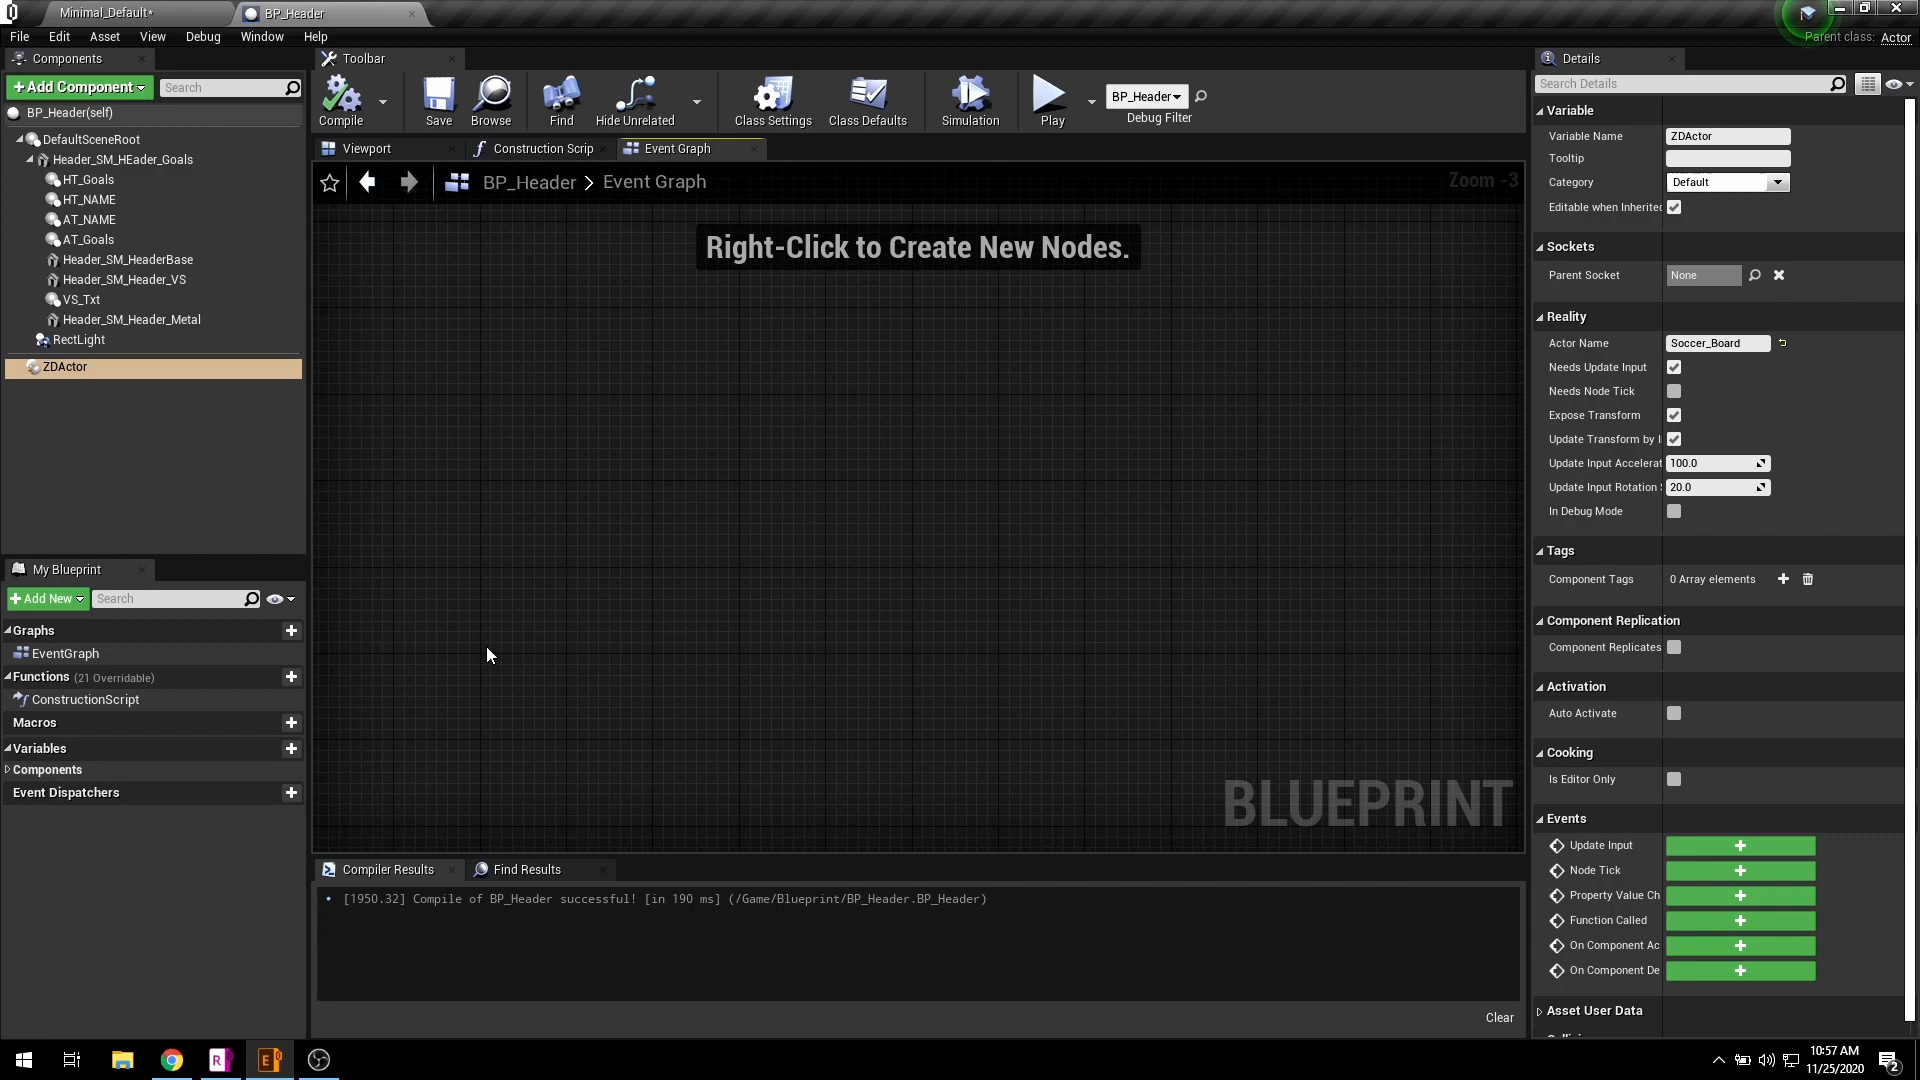 Minimal_Default*
BP_Header
File Edit Asset View Debug Window Help
Parent class: Actor
Components
+ Add Component
Search
BP_Header(self)
DefaultSceneRoot
Header_SM_HEader_Goals
HT_Goals
HT_NAME
AT_NAME
AT_Goals
Header_SM_HeaderBase
Header_SM_Header_VS
VS_Txt
Header_SM_Header_Metal
RectLight
ZDActor
My Blueprint
+ Add New
Search
Graphs
EventGraph
Functions (21 Overridable)
ConstructionScript
Macros
Variables
Components
Event Dispatchers
Toolbar
Compile
Save
Browse
Find
Hide Unrelated
Class Settings
Class Defaults
Simulation
Play
BP_Header
Debug Filter
Viewport
Construction Scrip
Event Graph
BP_Header > Event Graph
Zoom -3
Right-Click to Create New Nodes.
BLUEPRINT
Compiler Results
Find Results
[1950.32] Compile of BP_Header successful! [in 190 ms] (/Game/Blueprint/BP_Header.BP_Header)
Clear
Details
Search Details
Variable
Variable Name ZDActor
Tooltip
Category Default
Editable when Inherited
Sockets
Parent Socket None
Reality
Actor Name Soccer_Board
Needs Update Input
Needs Node Tick
Expose Transform
Update Transform by I
Update Input Accelerat 100.0
Update Input Rotation 20.0
In Debug Mode
Tags
Component Tags 0 Array elements
Component Replication
Component Replicates
Activation
Auto Activate
Cooking
Is Editor Only
Events
Update Input
Node Tick
Property Value Ch
Function Called
On Component Ac
On Component De
Asset User Data
10:57 AM
11/25/2020
2